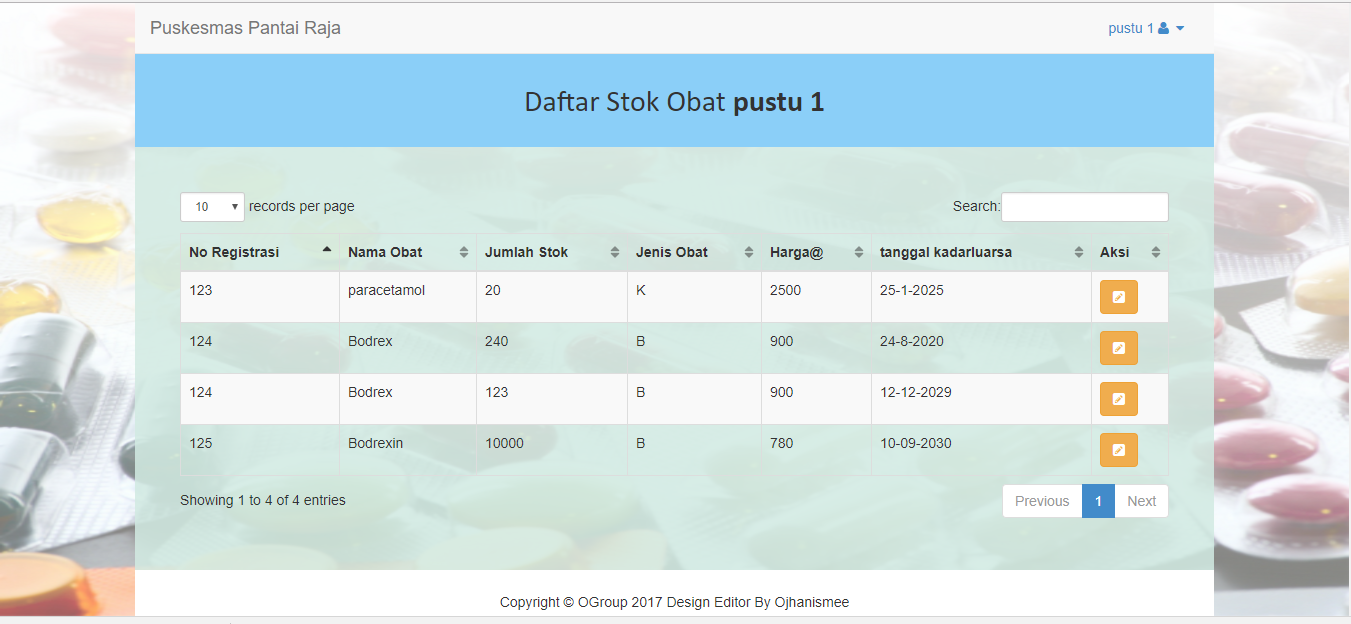 Puskesmas Pantai Raja pustu 1
Daftar Stok Obat pustu 1
10 records per page Search:
No Registrasi Nama Obat Jumlah Stok Jenis Obat Harga@ tanggal kadarluarsa Aksi
123 paracetamol 20 K 2500 25-1-2025
124 Bodrex 240 B 900 24-8-2020
124 Bodrex 123 B 900 12-12-2029
125 Bodrexin 10000 B 780 10-09-2030
Showing 1 to 4 of 4 entries Previous 1 Next
Copyright © OGroup 2017 Design Editor By Ojhanismee